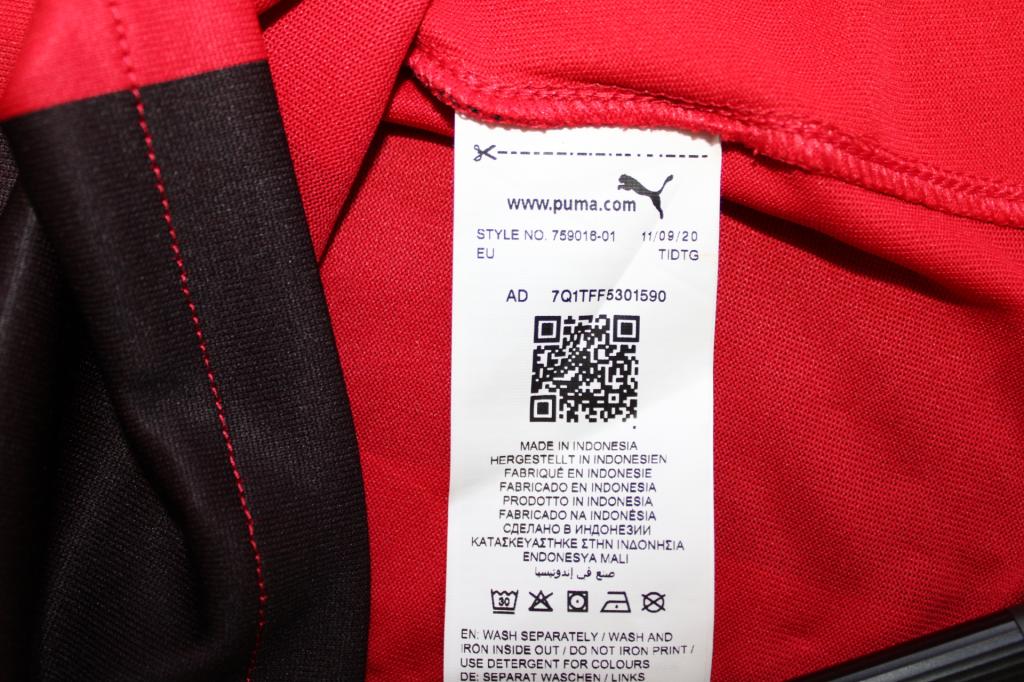 www.puma.com
STYLE NO. 759016-01 11/09/20
EU TIDTG
AD 7Q1TFF5301590
MADE IN INDONESIA
HERGESTELLT IN INDONESIEN
FABRIQUÉ EN INDONESIE
FABRICADO EN INDONESIA
PRODOTTO IN INDONESIA
FABRICADO NA INDONÉSIA
СДЕЛАНО В ИНДОНЕЗИИ
ΚΑΤΑΣΚΕΥΑΣΤΗΚΕ ΣΤΗΝ ΙΝΔΟΝΗΣΙΑ
ENDONESYA MALI
صنع في إندونيسيا
30
EN: WASH SEPARATELY / WASH AND
IRON INSIDE OUT / DO NOT IRON PRINT /
USE DETERGENT FOR COLOURS
DE: SEPARAT WASCHEN / LINKS